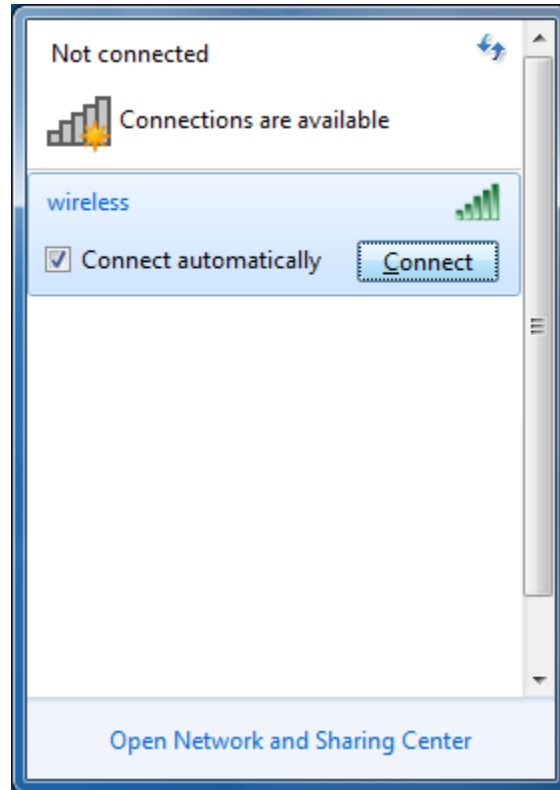 Not connected
Connections are available
wireless
Connect automatically
Connect
Open Network and Sharing Center